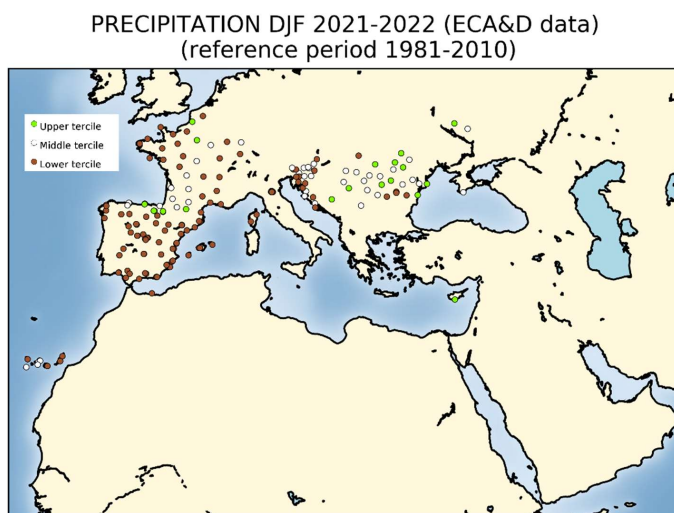 PRECIPITATION DJF 2021-2022 (ECA&D data)
(reference period 1981-2010)
Upper tercile
Middle tercile
Lower tercile